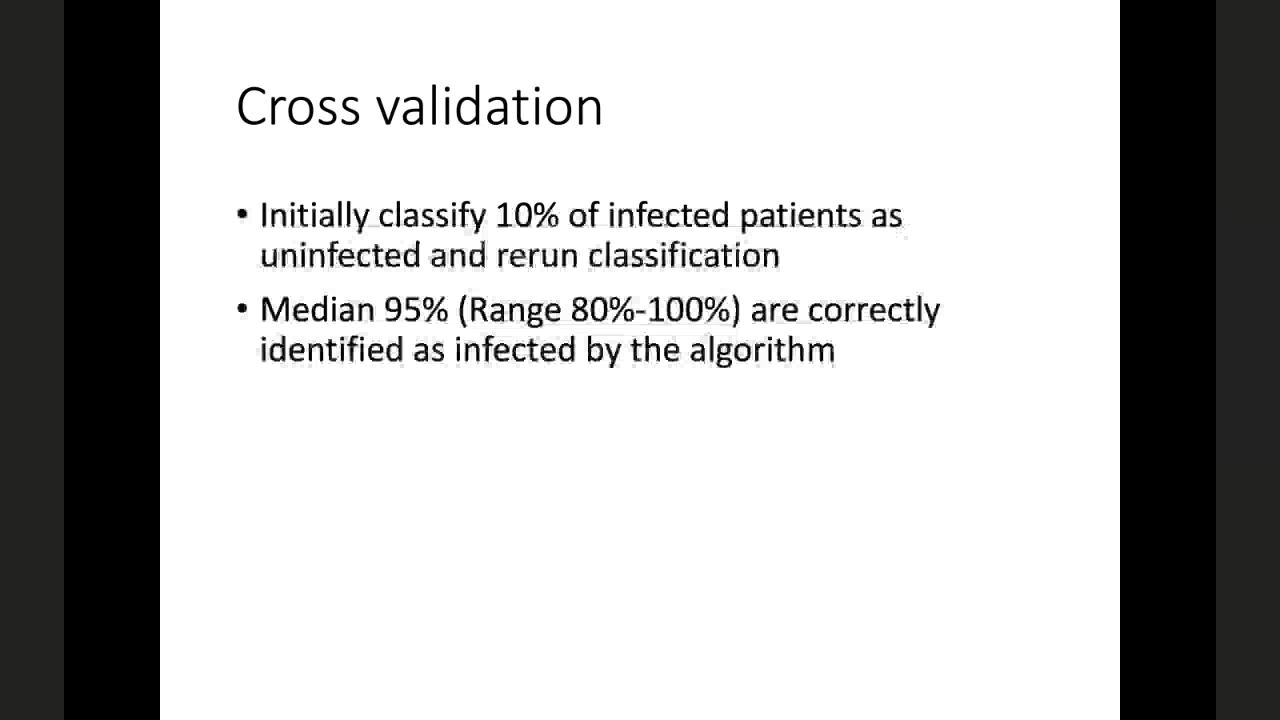 Cross validation
• Initially classify 10% of infected patients as
uninfected and rerun classification
• Median 95% (Range 80%-100%) are correctly
identified as infected by the algorithm